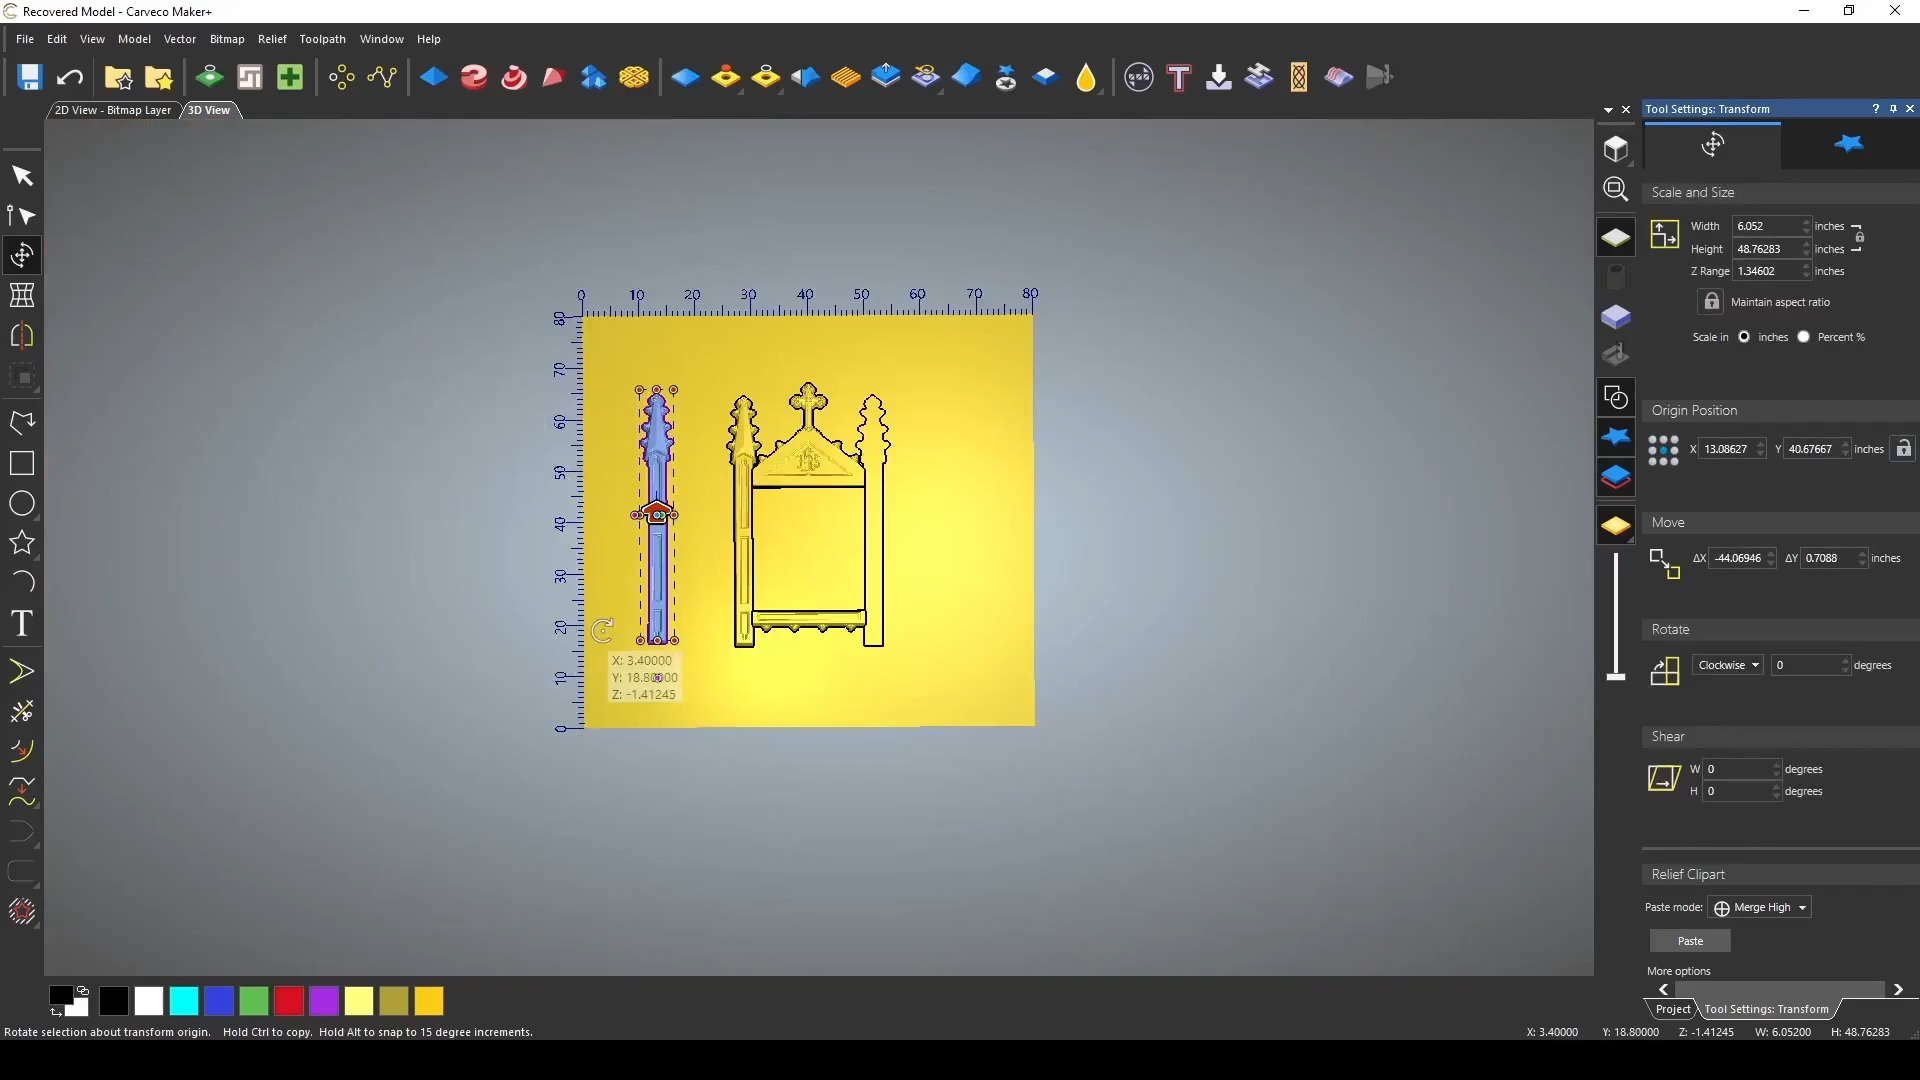 Recovered Model - Carveco Maker+
File Edit View Model Vector Bitmap Relief Toolpath Window Help
2D View - Bitmap Layer 3D View
Tool Settings: Transform
Scale and Size
Width 6.052 inches
Height 48.76283 inches
Z Range 1.34602 inches
Maintain aspect ratio
Scale in inches Percent %
Origin Position
X 13.08627 Y 40.67667 inches
Move
ΔX -44.06946 ΔY 0.7088 inches
Rotate
Clockwise 0 degrees
Shear
W 0 degrees
H 0 degrees
Relief Clipart
Paste mode: Merge High
Paste
More options
Project Tool Settings: Transform
0 10 20 30 40 50 60 70 80
80
70
60
50
40
30
20
10
0
X: 3.40000
Y: 18.80000
Z: -1.41245
T
Rotate selection about transform origin. Hold Ctrl to copy. Hold Alt to snap to 15 degree increments.
X: 3.40000 Y: 18.80000 Z: -1.41245 W: 6.05200 H: 48.76283